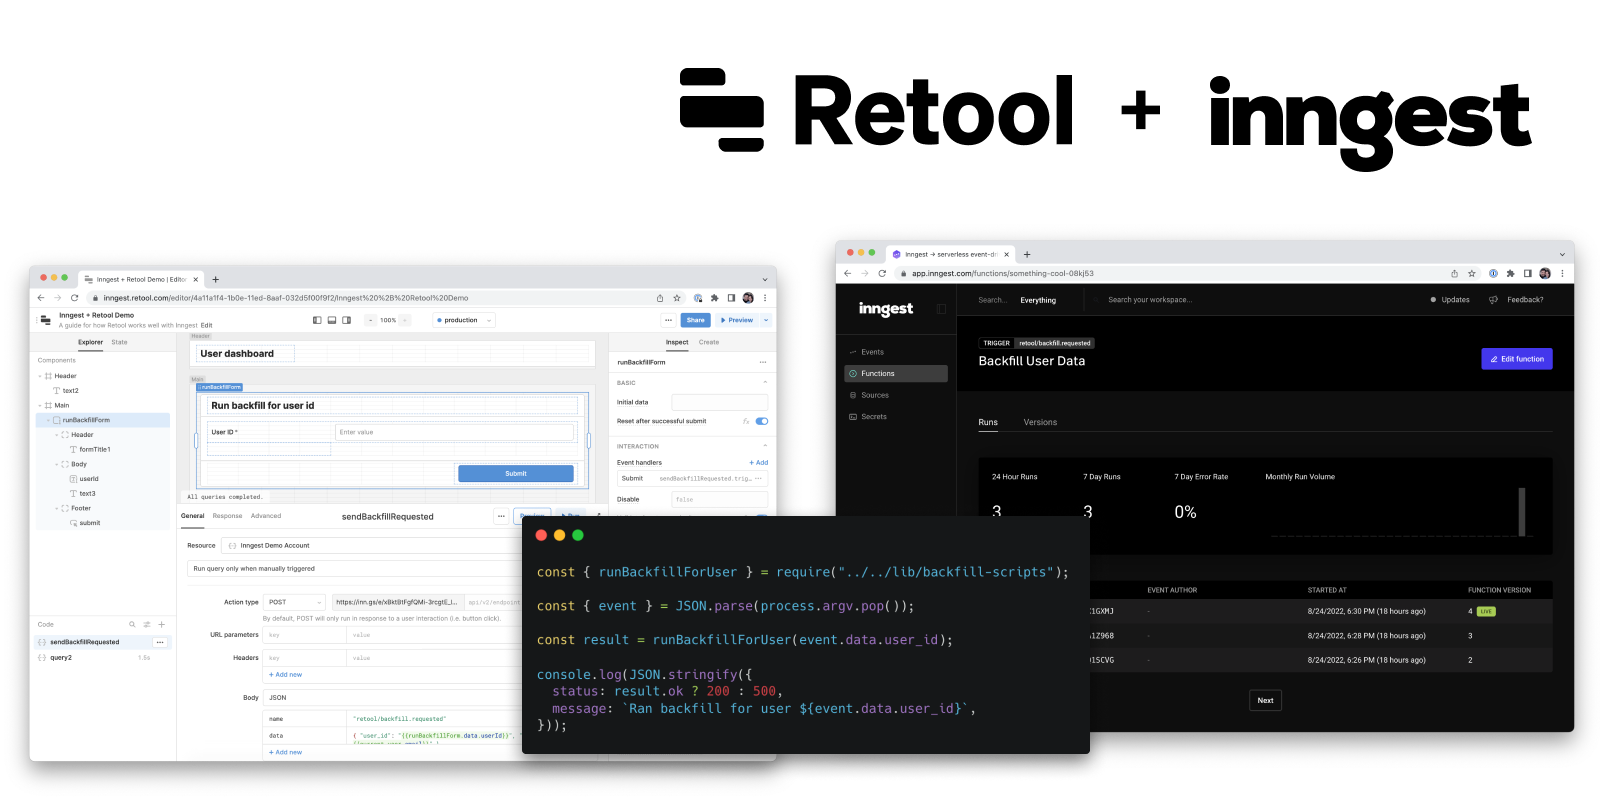 Retool + inngest
Inngest + Retool Demo | Editor
inngest.retool.com/editor/4a11a1f4-1b0e-11ed-8aaf-032d5f00f9f2/Inngest%20%2B%20Retool%20Demo
Inngest + Retool Demo
A guide for how Retool works well with Inngest Edit
100%
production
Share
Preview
Explorer
State
Components
Header
text2
Main
runBackfillForm
Header
formTitle1
Body
userId
text3
Footer
submit
Code
sendBackfillRequested
query2
1.5s
Header
User dashboard
Main
runBackfillForm
Run backfill for user id
User ID *
Enter value
Submit
All queries completed.
Inspect
Create
runBackfillForm
BASIC
Initial data
Reset after successful submit
fx
INTERACTION
Event handlers
+ Add
Submit
sendBackfillRequested.trig...
Disable
false
General
Response
Advanced
sendBackfillRequested
Resource
Inngest Demo Account
Run query only when manually triggered
Action type
POST
api/v2/endpoint
By default, POST will only run in response to a user interaction (i.e. button click).
URL parameters
key
value
Headers
key
value
+ Add new
Body
JSON
name
"retool/backfill.requested"
data
{ "user_id": "{{runBackfillForm.data.userId}}",
+ Add new
const { runBackfillForUser } = require("../../lib/backfill-scripts");
const { event } = JSON.parse(process.argv.pop());
const result = runBackfillForUser(event.data.user_id);
console.log(JSON.stringify({
status: result.ok ? 200 : 500,
message: `Ran backfill for user ${event.data.user_id}`,
}));
inngest → serverless event-dri
app.inngest.com/functions/something-cool-08kj53
inngest
Search...
Everything
Search your workspace...
Updates
Feedback?
Events
Functions
Sources
Secrets
TRIGGER
retool/backfill.requested
Backfill User Data
Edit function
Runs
Versions
24 Hour Runs
7 Day Runs
7 Day Error Rate
Monthly Run Volume
3
3
0%
EVENT AUTHOR
STARTED AT
FUNCTION VERSION
1GXMJ
-
8/24/2022, 6:30 PM (18 hours ago)
4
LIVE
1Z968
-
8/24/2022, 6:28 PM (18 hours ago)
3
15CVG
-
8/24/2022, 6:26 PM (18 hours ago)
2
Next